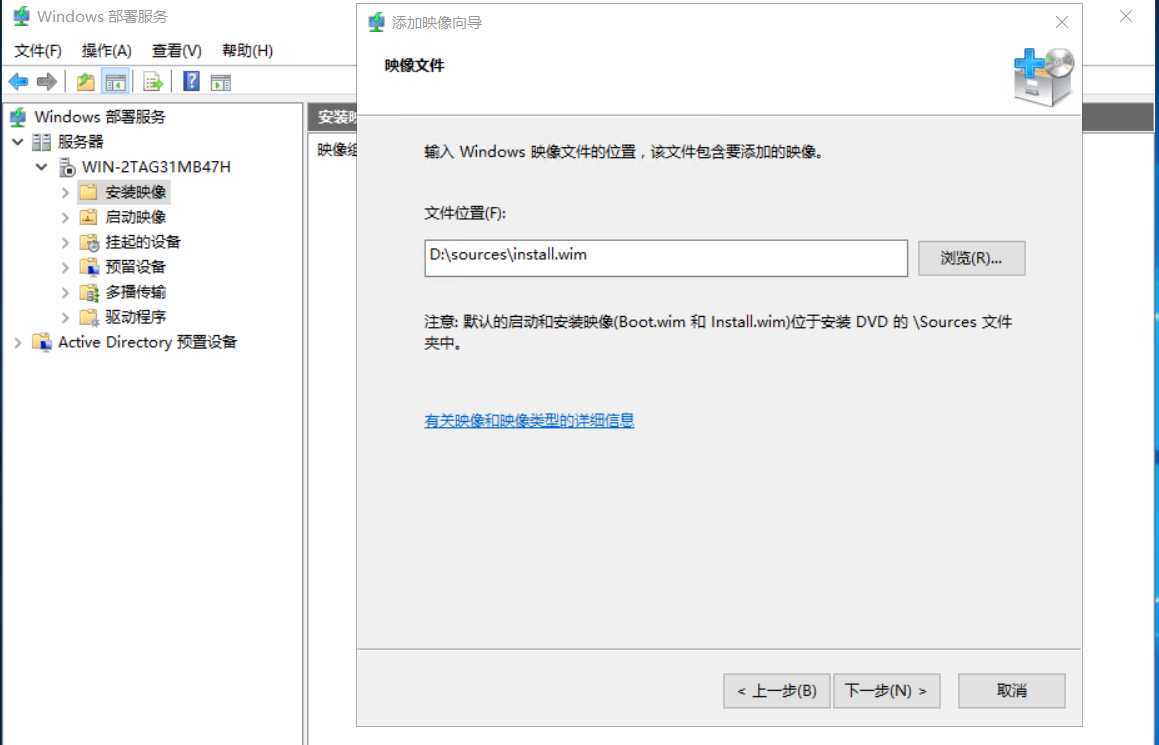 Windows 部署服务
文件(F) 操作(A) 查看(V) 帮助(H)
Windows 部署服务
服务器
WIN-2TAG31MB47H
安装映像
启动映像
挂起的设备
预留设备
多播传输
驱动程序
Active Directory 预置设备
安装映
映像组
添加映像向导
映像文件
输入 Windows 映像文件的位置，该文件包含要添加的映像。
文件位置(F):
D:\sources\install.wim
浏览(R)...
注意: 默认的启动和安装映像(Boot.wim 和 Install.wim)位于安装 DVD 的 \Sources 文件
夹中。
有关映像和映像类型的详细信息
< 上一步(B) 下一步(N) > 取消